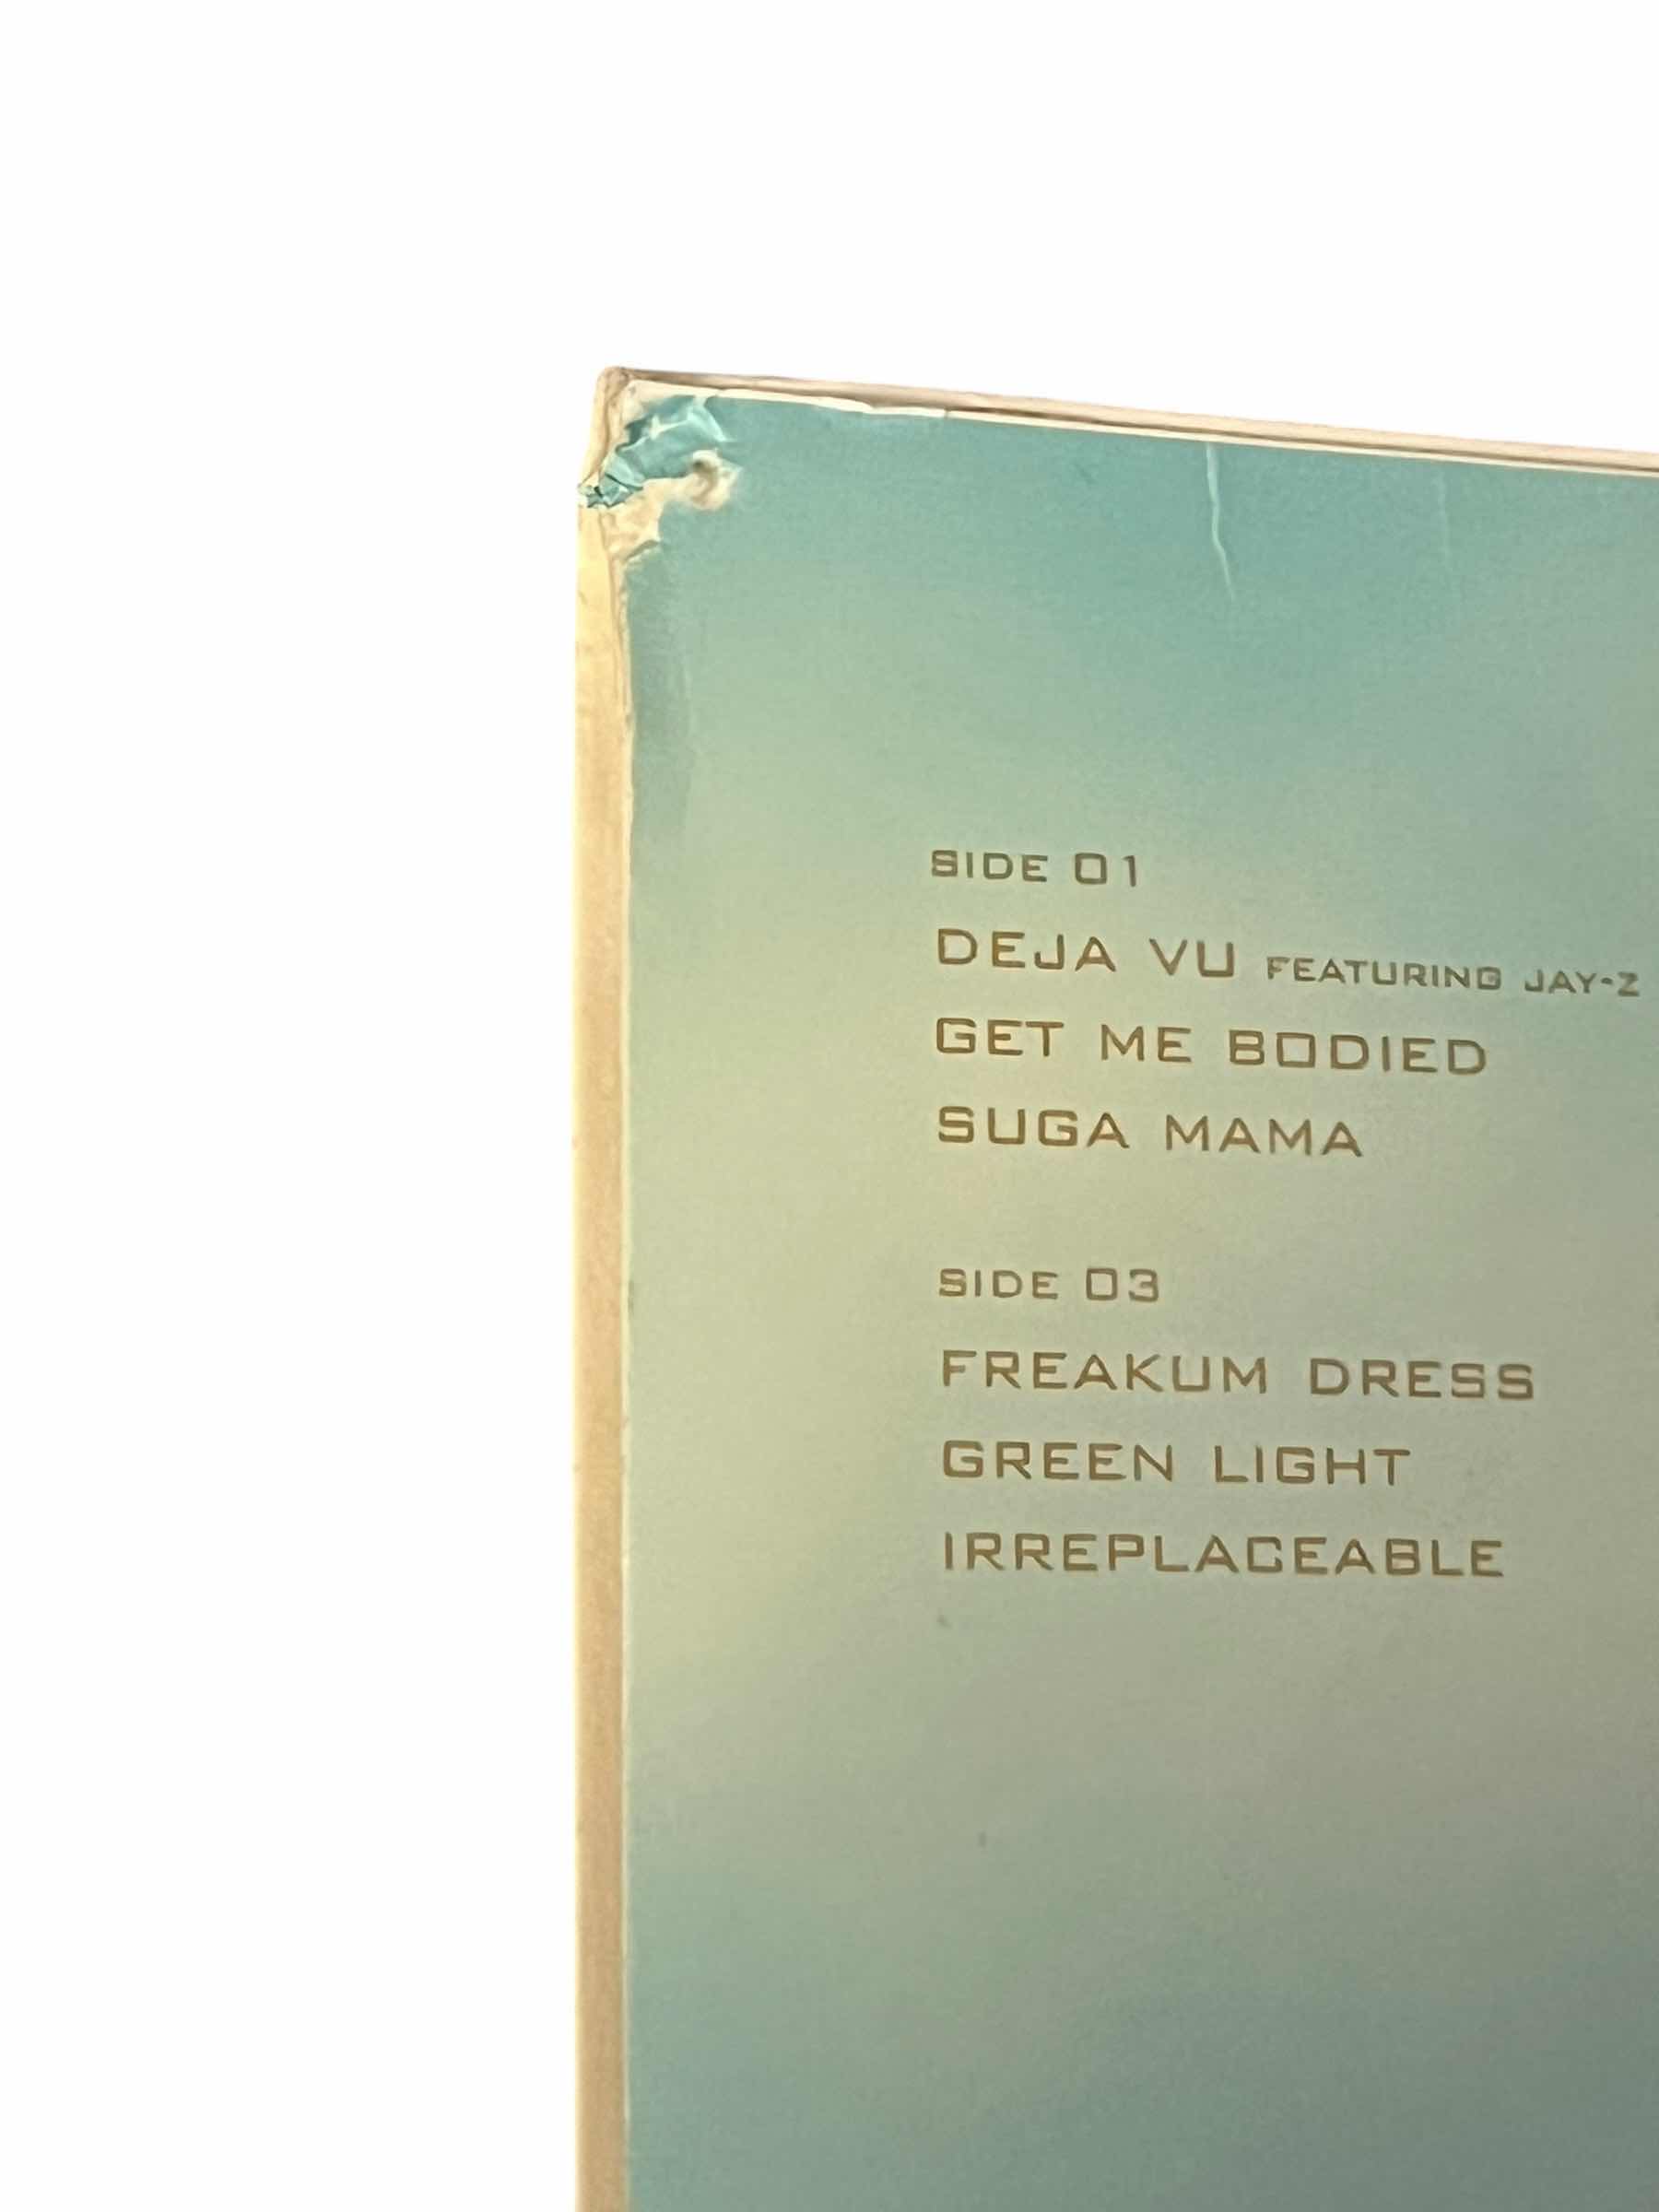 SIDE 01
DEJA VU FEATURING JAY-Z
GET ME BODIED
SUGA MAMA
SIDE 03
FREAKUM DRESS
GREEN LIGHT
IRREPLACEABLE